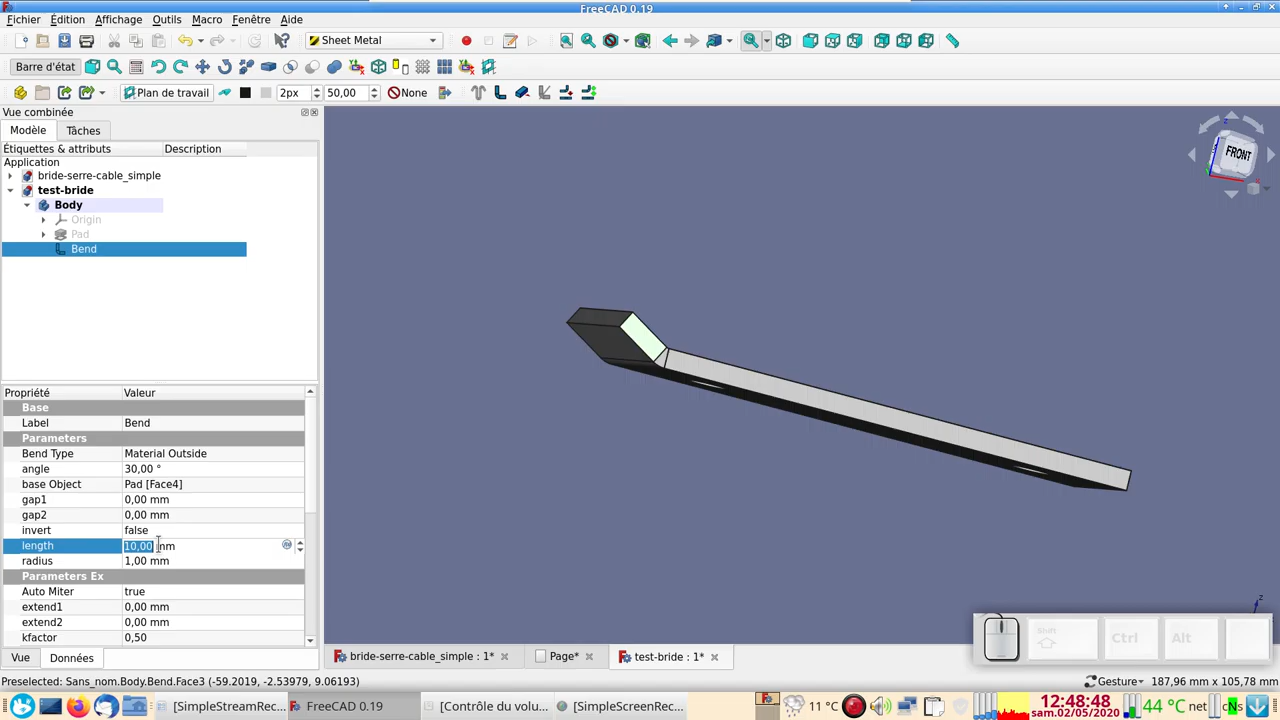 FreeCAD 0.19
Fichier Édition Affichage Outils Macro Fenêtre Aide
Sheet Metal
Barre d'état
Plan de travail 2px 50,00 None
Vue combinée
Modèle Tâches
Étiquettes & attributs Description
Application
bride-serre-cable_simple
test-bride
Body
Origin
Pad
Bend
FRONT
Propriété Valeur
Base
Label Bend
Parameters
Bend Type Material Outside
angle 30,00 °
base Object Pad [Face4]
gap1 0,00 mm
gap2 0,00 mm
invert false
length 10,00 mm
radius 1,00 mm
Parameters Ex
Auto Miter true
extend1 0,00 mm
extend2 0,00 mm
kfactor 0,50
Shift Ctrl Alt
Vue Données
bride-serre-cable_simple : 1* Page* test-bride : 1*
Preselected: Sans_nom.Body.Bend.Face3 (-59.2019, -2.53979, 9.06193) Gesture 187,96 mm x 105,78 mm
[SimpleStreamRec... FreeCAD 0.19 [Contrôle du volu... [SimpleScreenRec... 11 °C 12:48:48 44 °C net
sam.02/05/2020